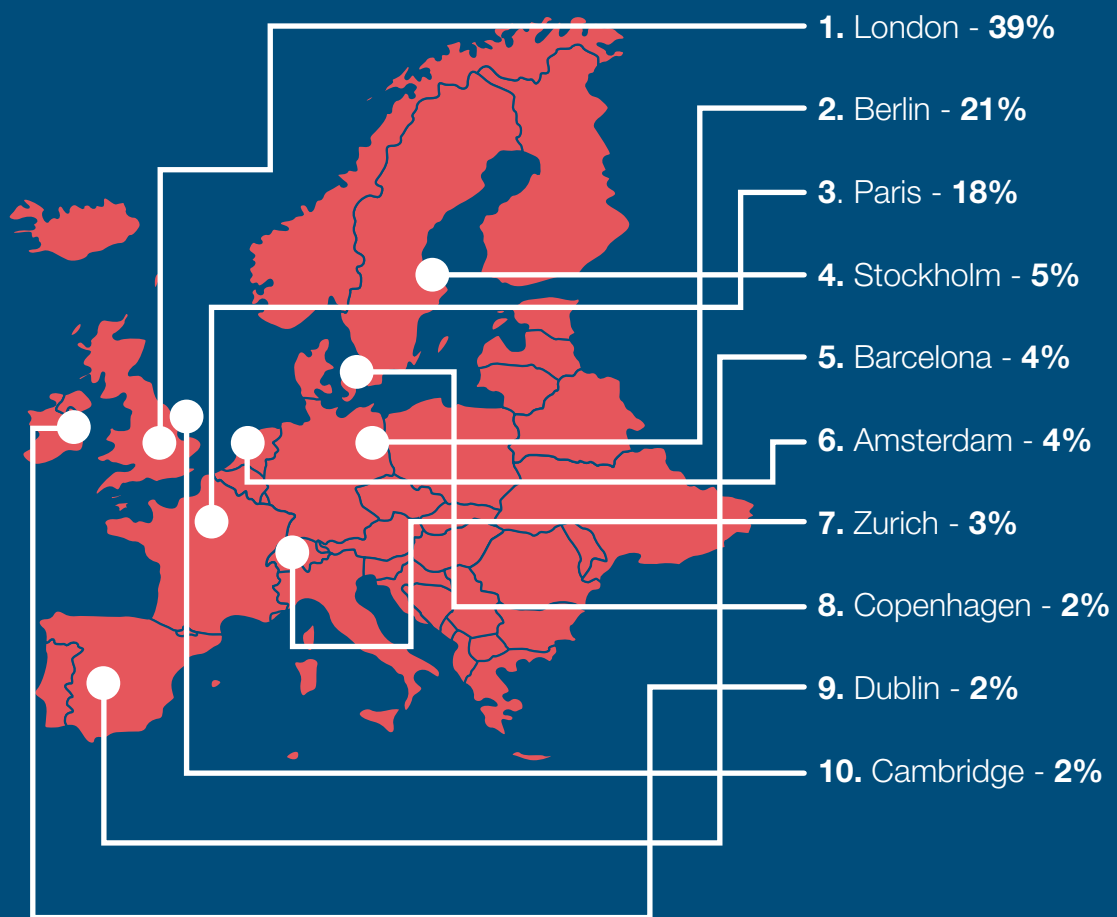 1. London - 39%
2. Berlin - 21%
3. Paris - 18%
4. Stockholm - 5%
5. Barcelona - 4%
6. Amsterdam - 4%
7. Zurich - 3%
8. Copenhagen - 2%
9. Dublin - 2%
10. Cambridge - 2%